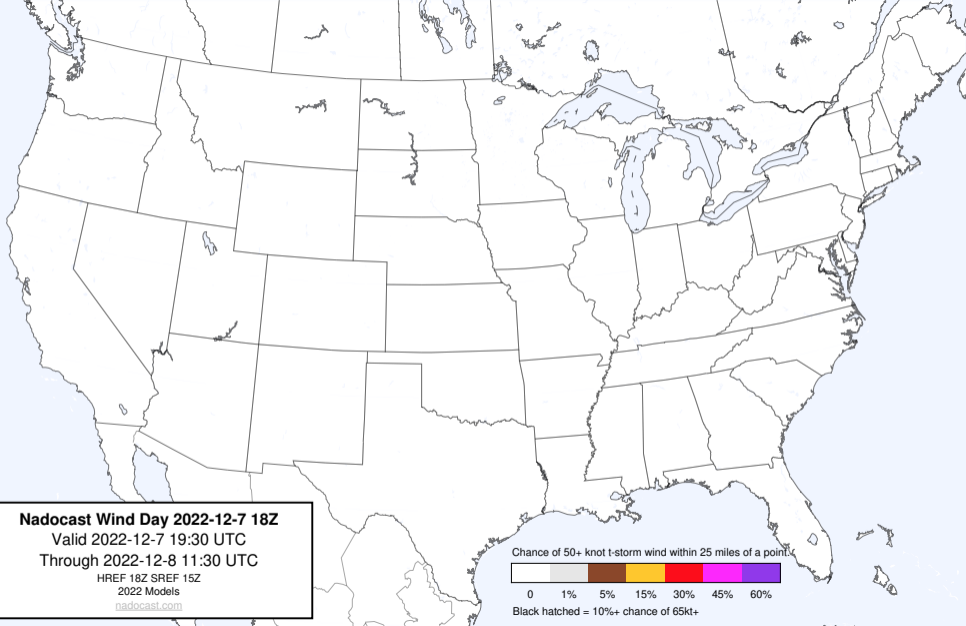 Nadocast Wind Day 2022-12-7 18Z
Valid 2022-12-7 19:30 UTC
Through 2022-12-8 11:30 UTC
HREF 18Z SREF 15Z
2022 Models
nadocast.com
Chance of 50+ knot t-storm wind within 25 miles of a point.
0 1% 5% 15% 30% 45% 60%
Black hatched = 10%+ chance of 65kt+